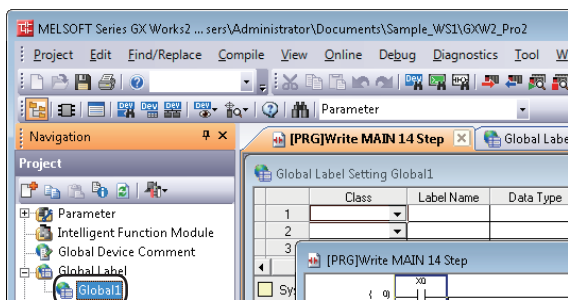 MELSOFT Series GX Works2 ... sers\Administrator\Documents\Sample_WS1\GXW2_Pro2
Project Edit Find/Replace Compile View Online Debug Diagnostics Tool W
Parameter
Navigation
[PRG]Write MAIN 14 Step
Global Labe
Project
Global Label Setting Global1
Class Label Name Data Type
1
2
3
Parameter
Intelligent Function Module
Global Device Comment
Global Label
Global1
[PRG]Write MAIN 14 Step
Sy
X0
( 0)